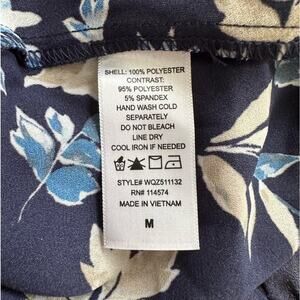 SHELL: 100% POLYESTER
CONTRAST:
95% POLYESTER
5% SPANDEX
HAND WASH COLD
SEPARATELY
DO NOT BLEACH
LINE DRY
COOL IRON IF NEEDED
STYLE# WQZ511132
RN# 114574
MADE IN VIETNAM
M